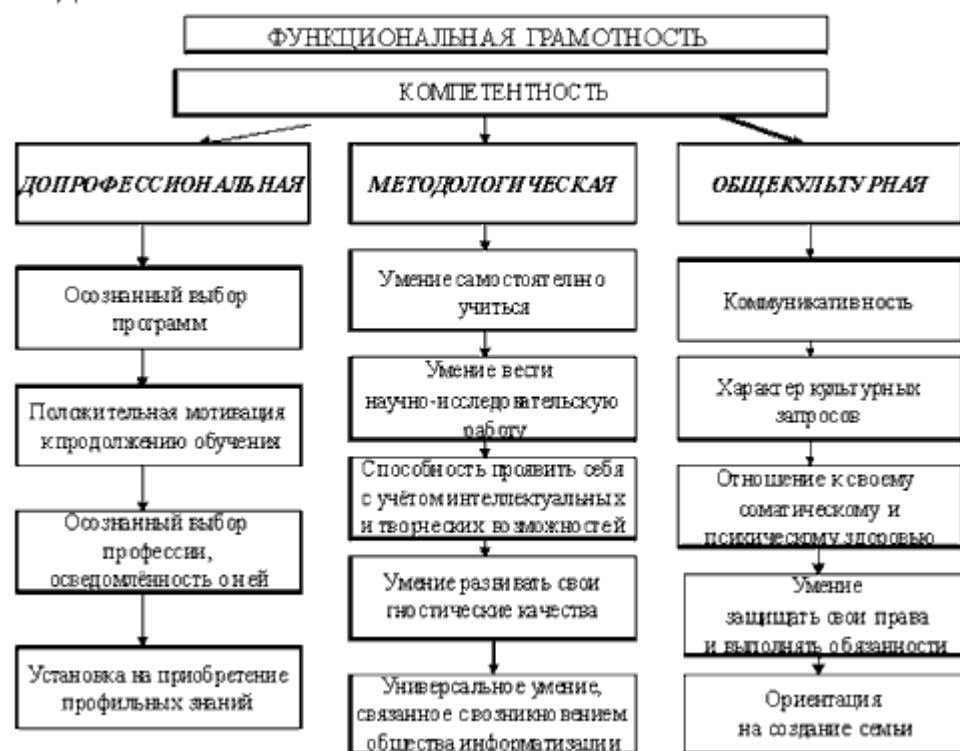 ФУНКЦИОНАЛЬНАЯ ГРАМОТНОСТЬ
КОМПЕТЕНТНОСТЬ
ДОПРОФЕССИОНАЛЬНАЯ
Осознанный выбор
программ
Положительная мотивация
к продолжению обучения
Осознанный выбор
профессии,
осведомлённость о ней
Установка на приобретение
профильных знаний
МЕТОДОЛОГИЧЕСКАЯ
Умение самостоятелно
учиться
Умение вести
научно-исследовательскую
работу
Способность проявить себя
с учётом интеллектуальных
и творческих возможностей
Умение развивать свои
гностические качества
Универсальное умение,
связанное с возникновением
общества информатизации
ОБЩЕКУЛЬТУРНАЯ
Коммуникативность
Характер культурных
запросов
Отношение к своему
соматическому и
психическому здоровью
Умение
защищать свои права
и выполнять обязанности
Ориентация
на создание семьи